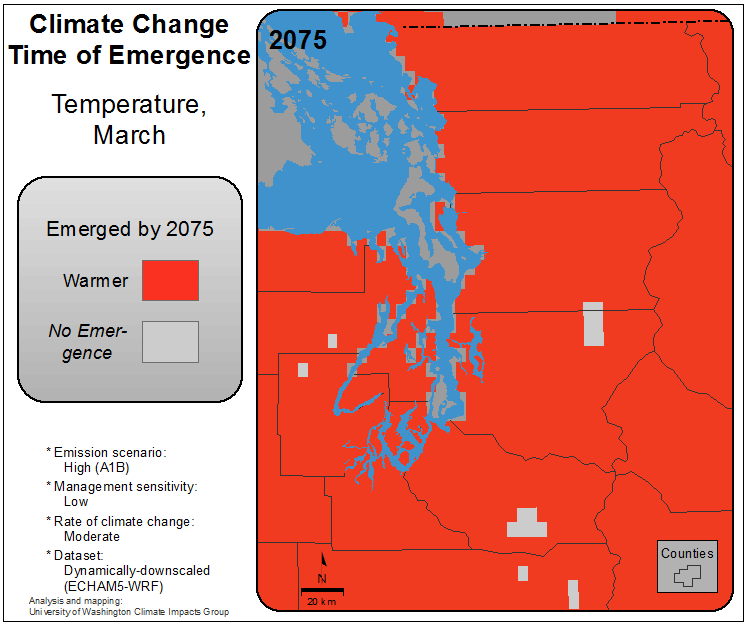 Climate Change
Time of Emergence
Temperature,
March
Emerged by 2075
Warmer
No Emer-
gence
* Emission scenario:
High (A1B)
* Management sensitivity:
Low
* Rate of climate change:
Moderate
* Dataset:
Dynamically-downscaled
(ECHAM5-WRF)
Analysis and mapping:
University of Washington Climate Impacts Group
2075
N
20 km
Counties